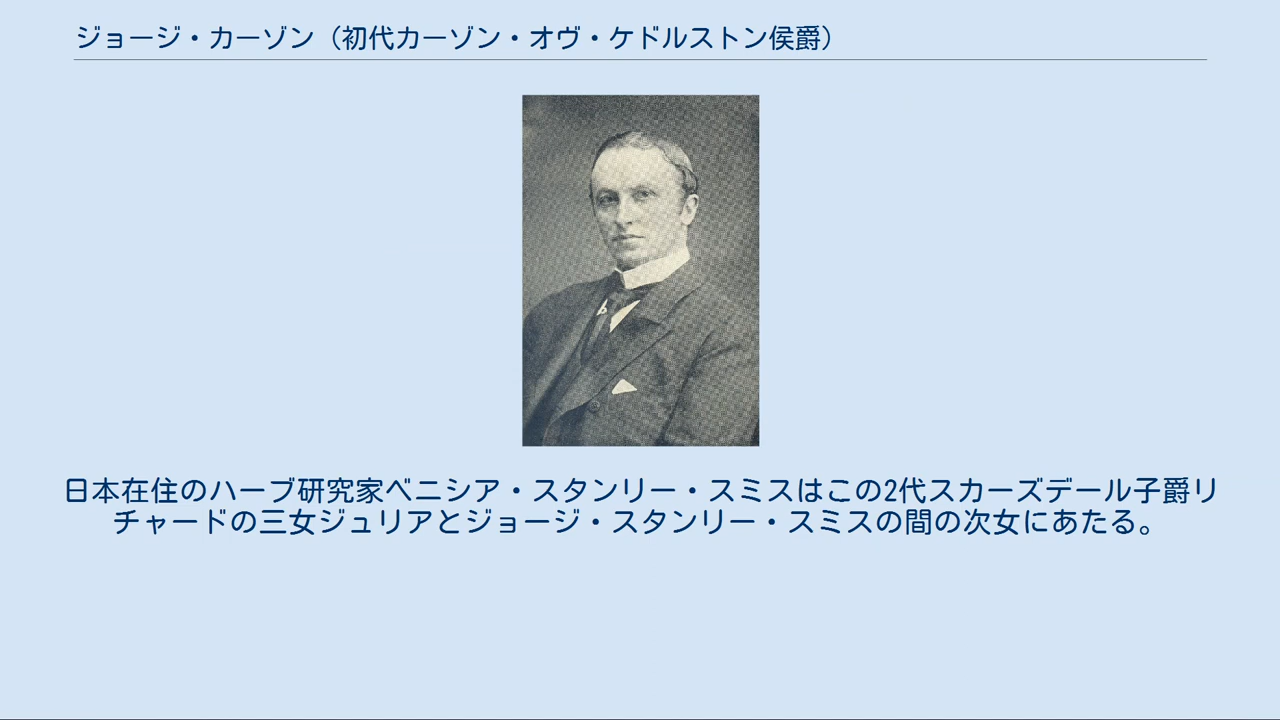 ジョージ・カーゾン（初代カーゾン・オヴ・ケドルストン侯爵）
日本在住のハーブ研究家ベニシア・スタンリー・スミスはこの2代スカーズデール子爵リ
チャードの三女ジュリアとジョージ・スタンリー・スミスの間の次女にあたる。